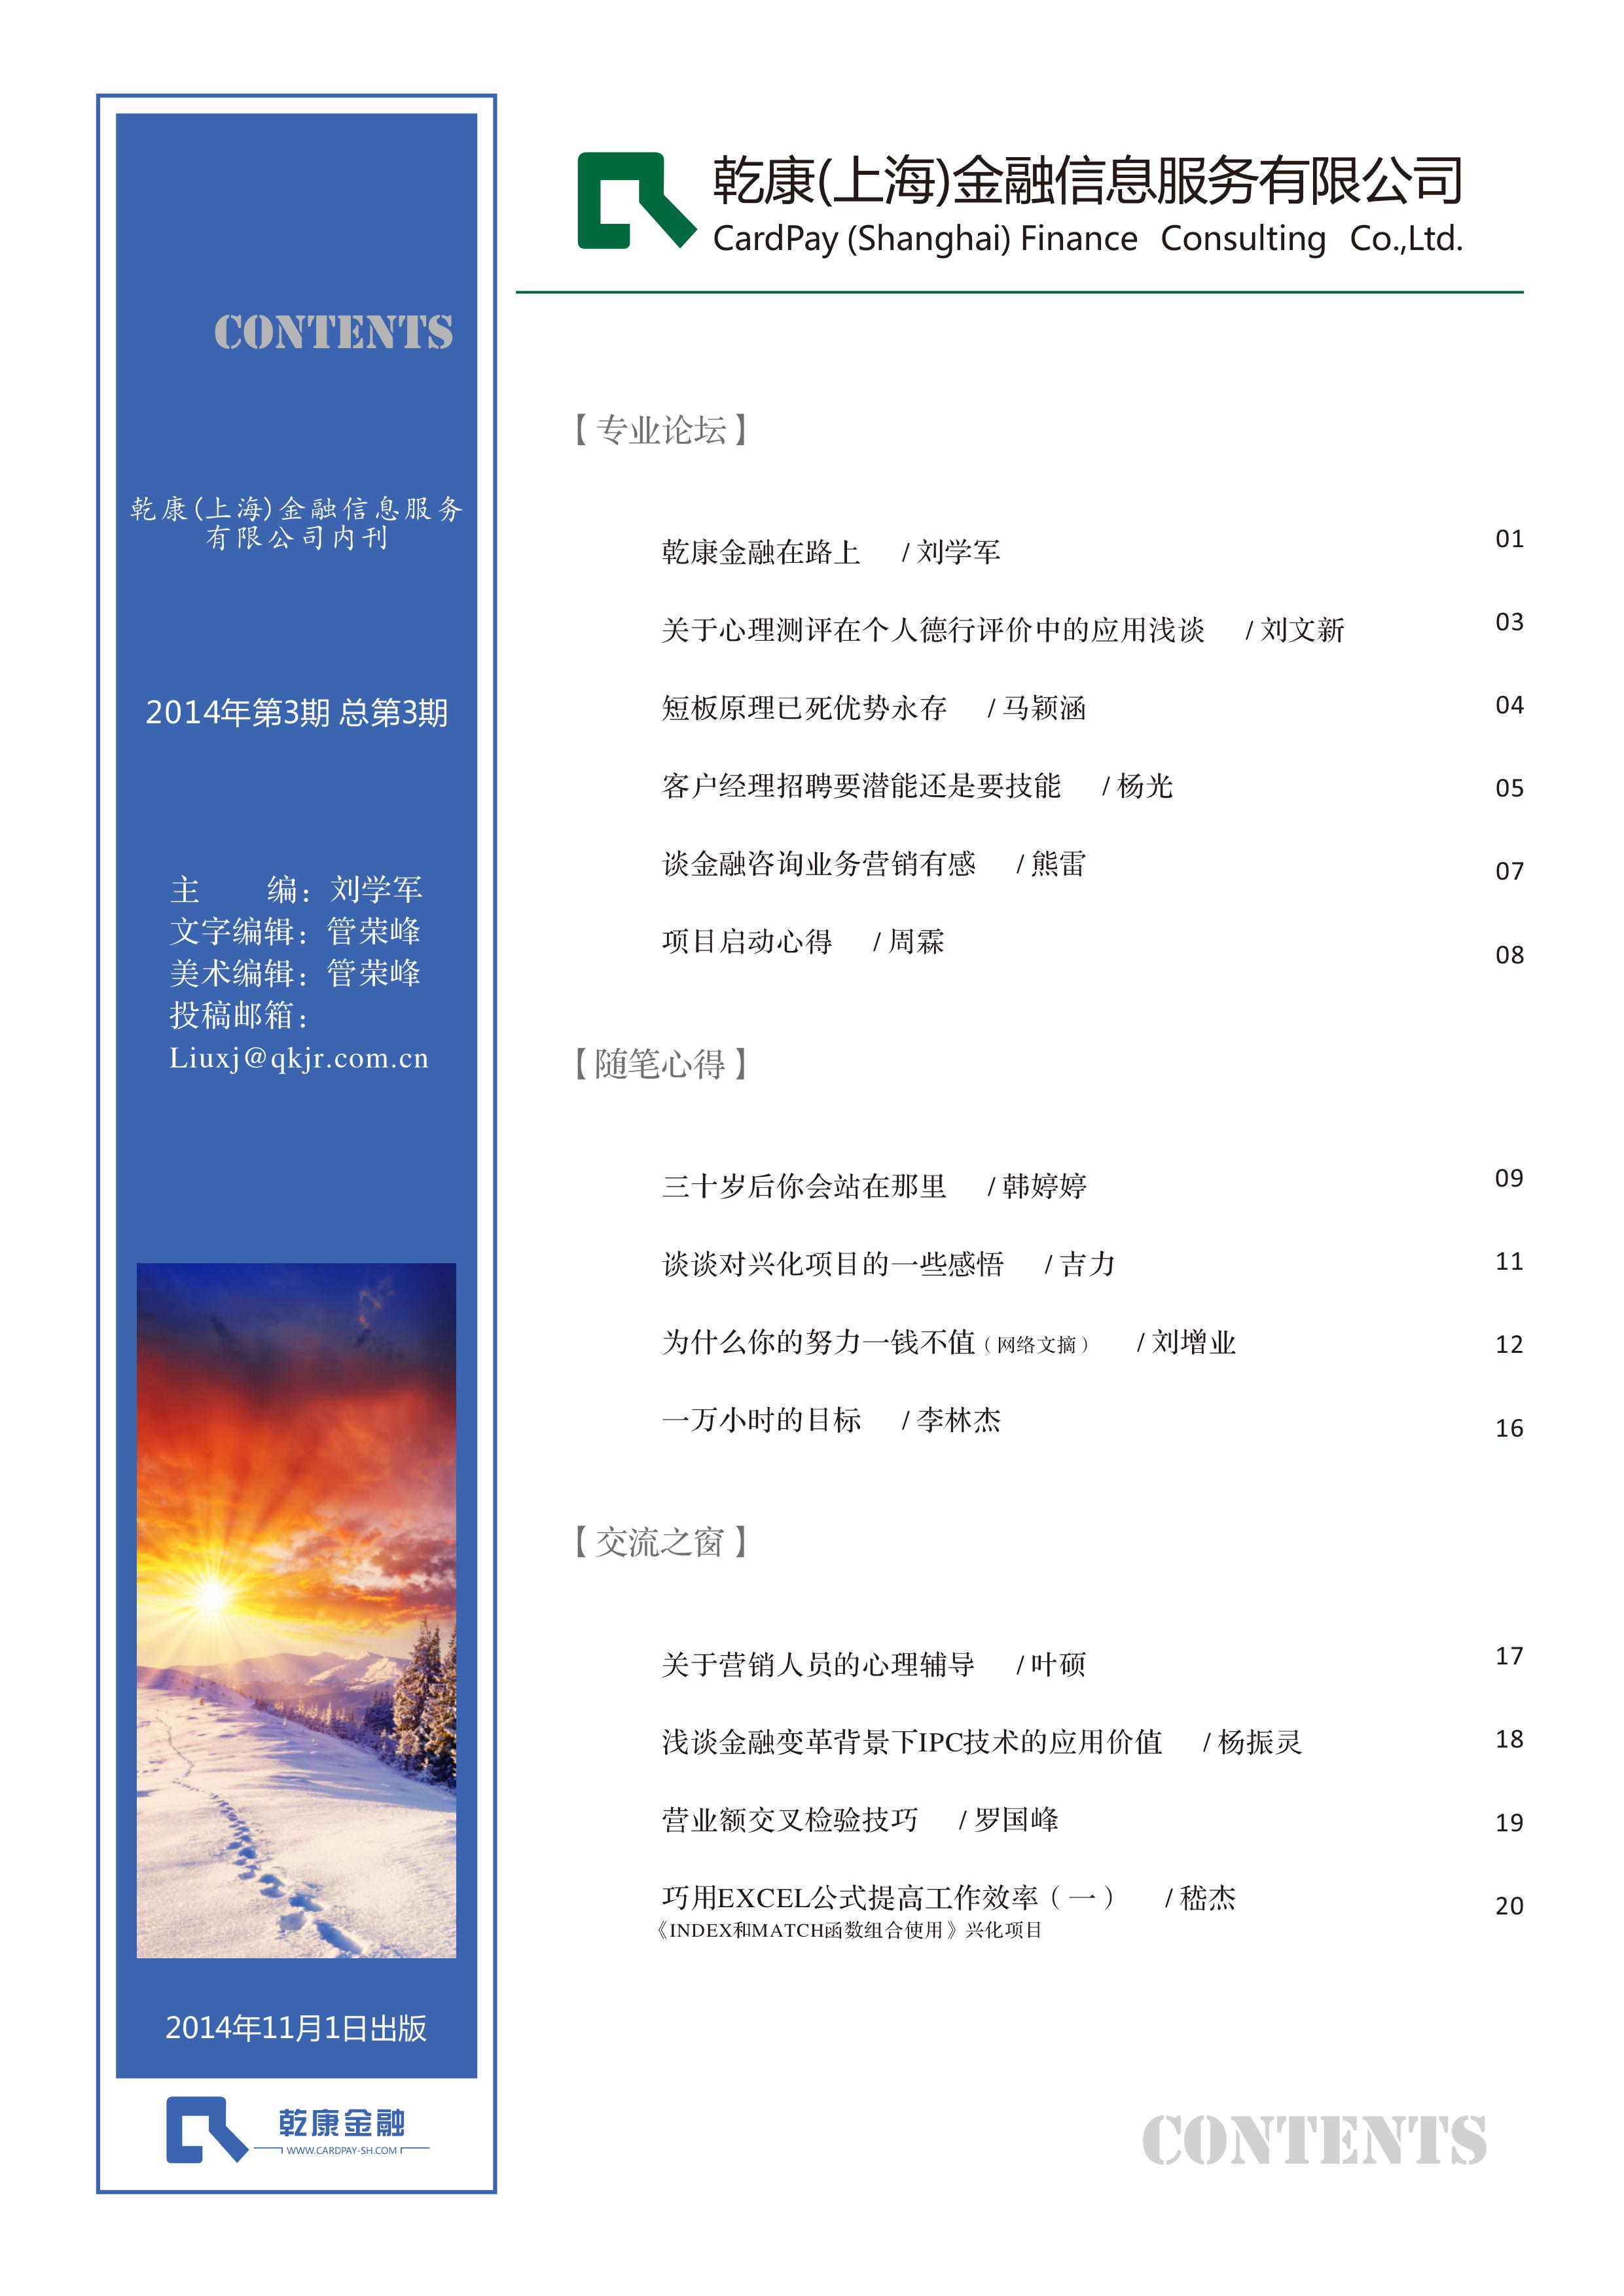 CONTENTS
乾康(上海)金融信息服务
有限公司内刊
2014年第3期 总第3期
主 编：刘学军
文字编辑：管荣峰
美术编辑：管荣峰
投稿邮箱：
Liuxj@qkjr.com.cn
2014年11月1日出版
乾康金融
WWW.CARDPAY-SH.COM
乾康(上海)金融信息服务有限公司
CardPay (Shanghai) Finance Consulting Co.,Ltd.
【专业论坛】
乾康金融在路上 / 刘学军 01
关于心理测评在个人德行评价中的应用浅谈 / 刘文新 03
短板原理已死优势永存 / 马颖涵 04
客户经理招聘要潜能还是要技能 / 杨光 05
谈金融咨询业务营销有感 / 熊雷 07
项目启动心得 / 周霖 08
【随笔心得】
三十岁后你会站在那里 / 韩婷婷 09
谈谈对兴化项目的一些感悟 / 吉力 11
为什么你的努力一钱不值（网络文摘） / 刘增业 12
一万小时的目标 / 李林杰 16
【交流之窗】
关于营销人员的心理辅导 / 叶硕 17
浅谈金融变革背景下IPC技术的应用价值 / 杨振灵 18
营业额交叉检验技巧 / 罗国峰 19
巧用EXCEL公式提高工作效率（一） / 嵇杰 20
《INDEX和MATCH函数组合使用》兴化项目
CONTENTS